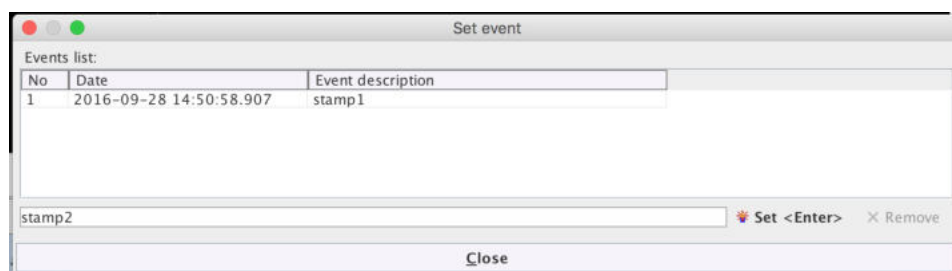 Set event
Events list:
No Date Event description
1 2016-09-28 14:50:58.907 stamp1
stamp2 Set <Enter> Remove
Close